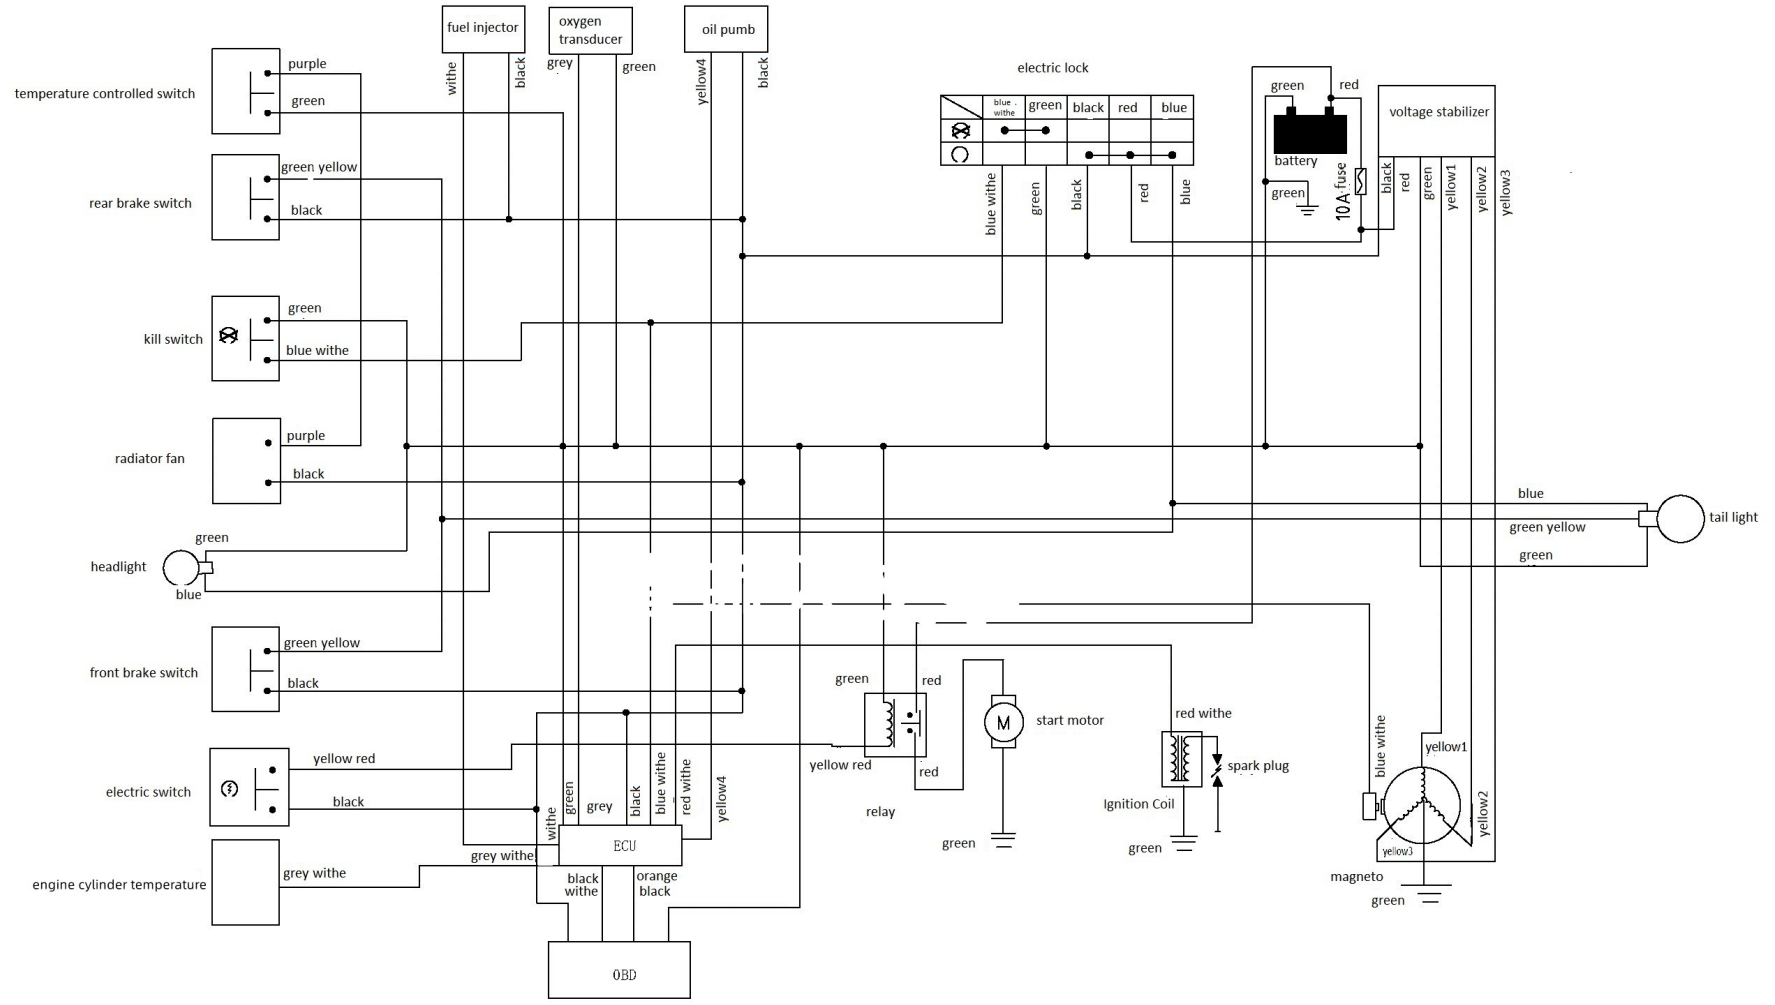 fuel injector
oxygen
transducer
oil pumb
withe
black
grey
green
yellow4
black
temperature controlled switch
purple
green
rear brake switch
green yellow
black
kill switch
green
blue withe
radiator fan
purple
black
headlight
green
blue
front brake switch
green yellow
black
electric switch
yellow red
black
engine cylinder temperature
grey withe
grey withe
electric lock
blue
withe
green
black
red
blue
blue withe
green
black
red
blue
green
red
battery
green
10A fuse
voltage stabilizer
black
red
green
yellow1
yellow2
yellow3
blue
green yellow
green
tail light
green
red
yellow red
red
relay
start motor
M
green
red withe
spark plug
Ignition Coil
green
blue withe
yellow1
yellow2
yellow3
magneto
green
withe
green
grey
black
blue withe
red withe
yellow4
ECU
black
withe
orange
black
OBD